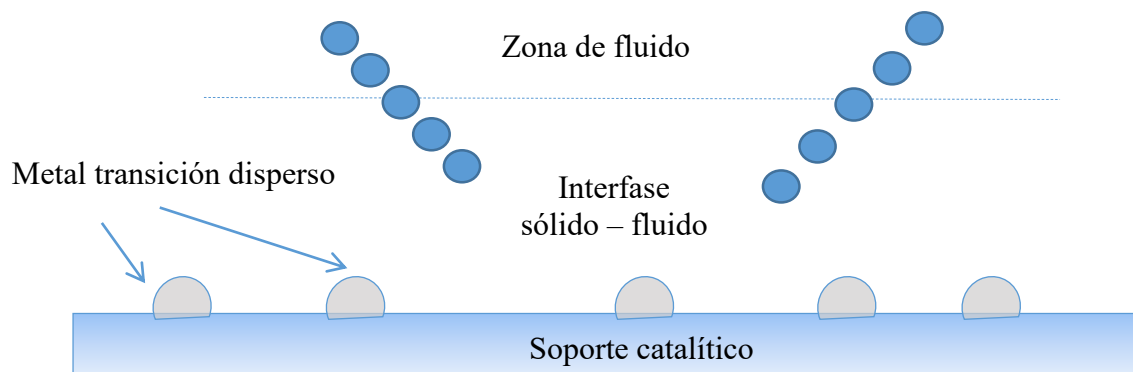 Zona de fluido
Metal transición disperso
Interfase
sólido – fluido
Soporte catalítico